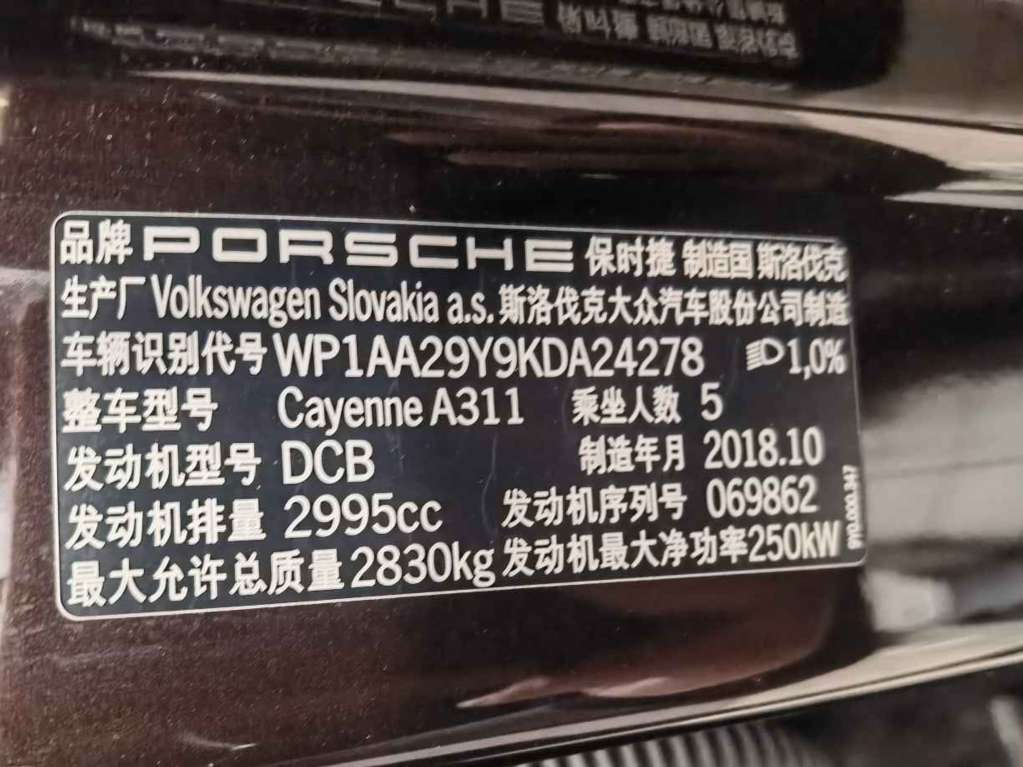 品牌 PORSCHE 保时捷 制造国 斯洛伐克
生产厂 Volkswagen Slovakia a.s. 斯洛伐克大众汽车股份公司制造
车辆识别代号 WP1AA29Y9KDA24278 1,0%
整车型号 Cayenne A311 乘坐人数 5
发动机型号 DCB 制造年月 2018.10
发动机排量 2995cc 发动机序列号 069862
最大允许总质量 2830kg 发动机最大净功率 250kW
9Y0.000.347